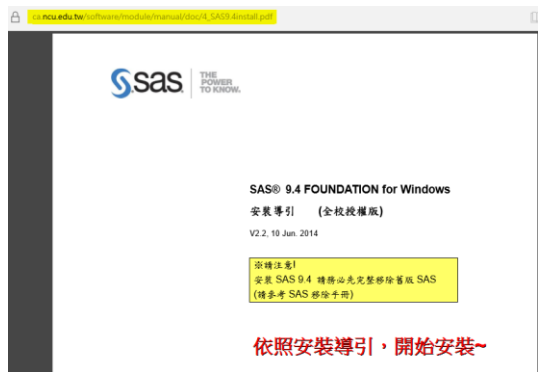 ca.ncu.edu.tw/software/module/manual/doc/4_SAS9.4install.pdf
sas THE POWER TO KNOW.
SAS® 9.4 FOUNDATION for Windows
安裝導引 (全校授權版)
V2.2, 10 Jun. 2014
※請注意!
安裝 SAS 9.4 請務必先完整移除舊版 SAS
(請參考 SAS 移除手冊)
依照安裝導引,開始安裝~